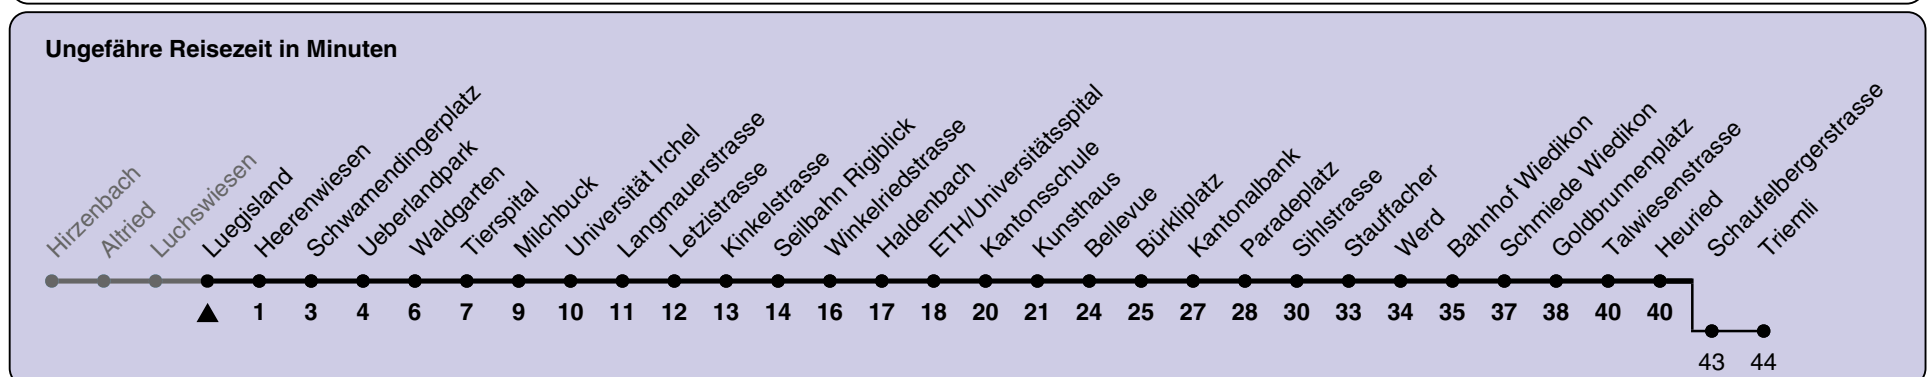 Ungefähre Reisezeit in Minuten
Hirzenbach
Altried
Luchswiesen
Luegisland
Heerenwiesen
Schwamendingerplatz
Ueberlandpark
Waldgarten
Tierspital
Milchbuck
Universität Irchel
Langmauerstrasse
Letzistrasse
Kinkelstrasse
Seilbahn Rigiblick
Winkelriedstrasse
Haldenbach
ETH/Universitätsspital
Kantonsschule
Kunsthaus
Bellevue
Bürkliplatz
Kantonalbank
Paradeplatz
Sihlstrasse
Stauffacher
Werd
Bahnhof Wiedikon
Schmiede Wiedikon
Goldbrunnenplatz
Talwiesenstrasse
Heuried
Schaufelbergerstrasse
Triemli
1 3 4 6 7 9 10 11 12 13 14 16 17 18 20 21 24 25 27 28 30 33 34 35 37 38 40 40
43 44